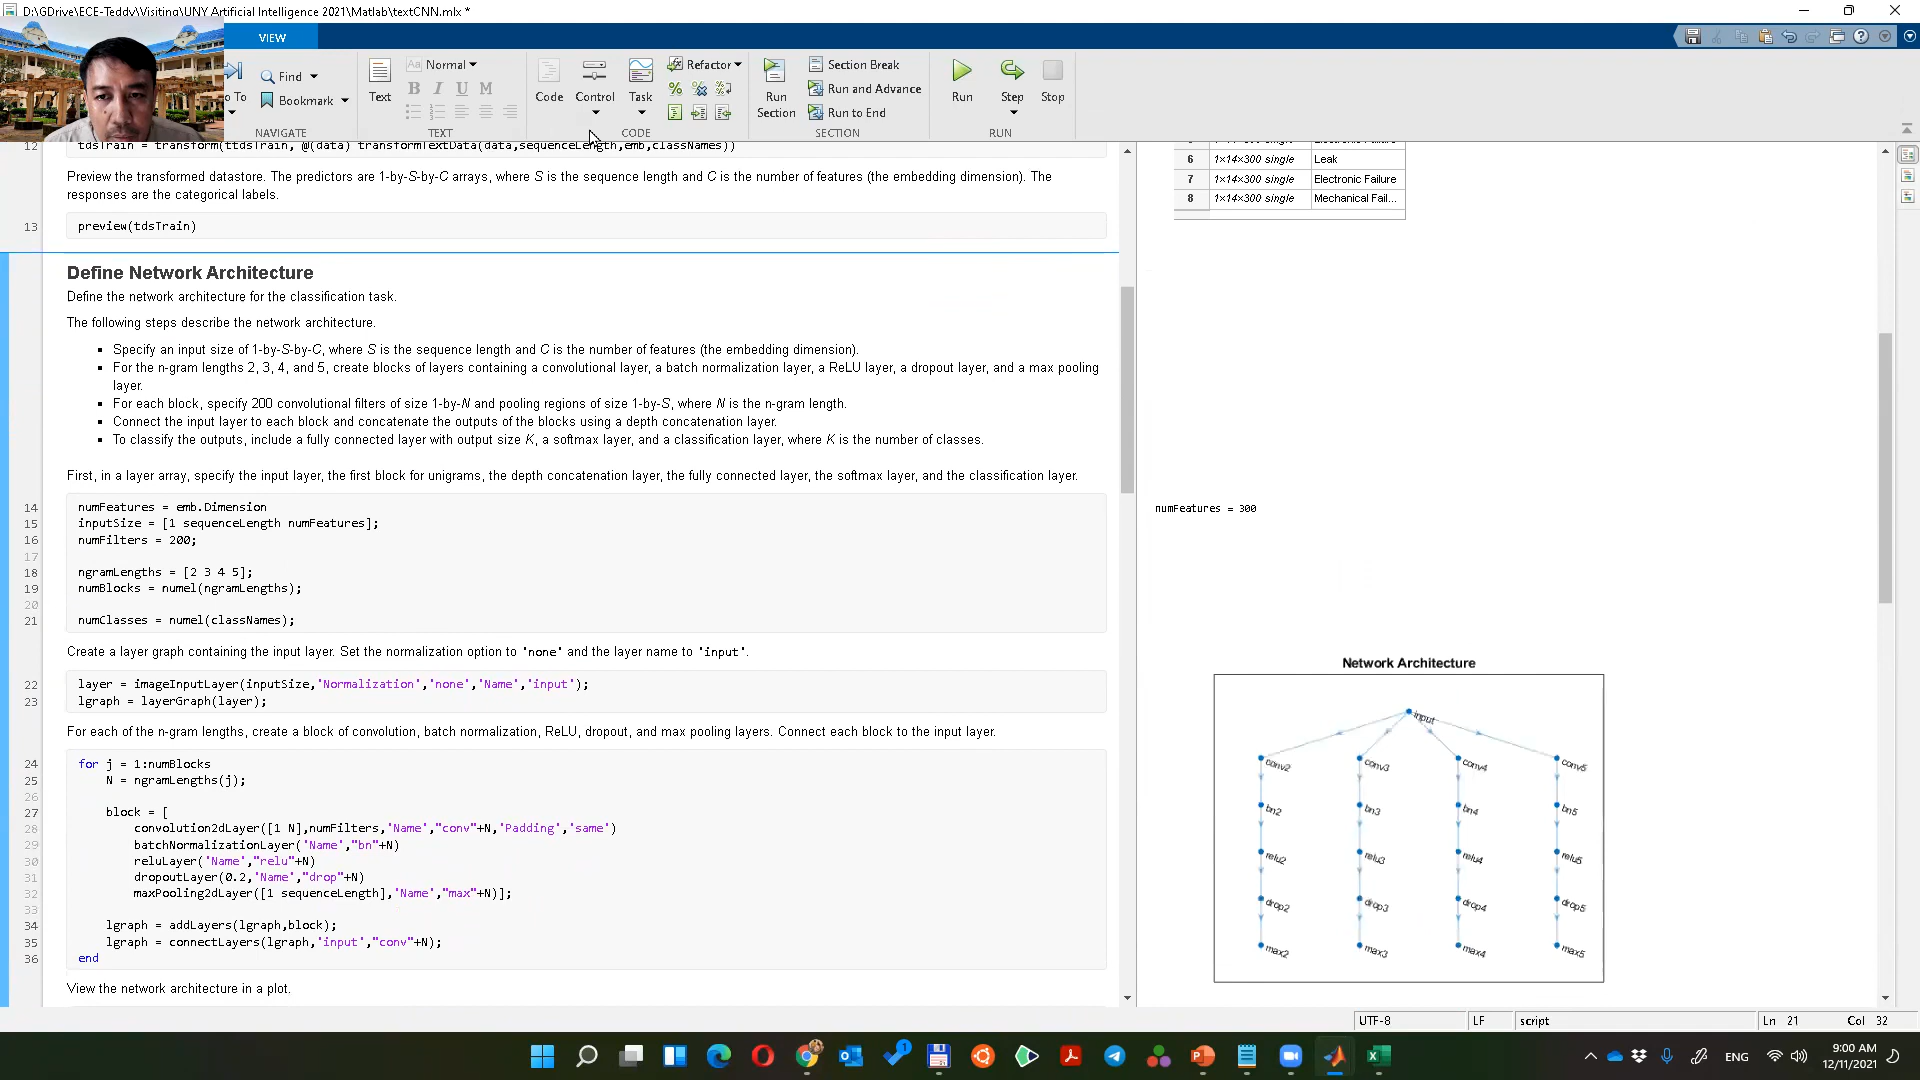 D:\GDrive\ECE-Teddy\Visiting\UNY Artificial Intelligence 2021\Matlab\textCNN.mlx *
VIEW
To
Find
Bookmark
NAVIGATE
Text
Aa Normal
B I U M
TEXT
Code
Control
Task
Refactor
CODE
Run
Section
Section Break
Run and Advance
Run to End
SECTION
Run
Step
Stop
RUN
12 tdsTrain = transform(ttdsTrain, @(data) transformTextData(data,sequenceLength,emb,classNames))
Preview the transformed datastore. The predictors are 1-by-S-by-C arrays, where S is the sequence length and C is the number of features (the embedding dimension). The
responses are the categorical labels.
13 preview(tdsTrain)
Define Network Architecture
Define the network architecture for the classification task.
The following steps describe the network architecture.
▪ Specify an input size of 1-by-S-by-C, where S is the sequence length and C is the number of features (the embedding dimension).
▪ For the n-gram lengths 2, 3, 4, and 5, create blocks of layers containing a convolutional layer, a batch normalization layer, a ReLU layer, a dropout layer, and a max pooling
layer.
▪ For each block, specify 200 convolutional filters of size 1-by-N and pooling regions of size 1-by-S, where N is the n-gram length.
▪ Connect the input layer to each block and concatenate the outputs of the blocks using a depth concatenation layer.
▪ To classify the outputs, include a fully connected layer with output size K, a softmax layer, and a classification layer, where K is the number of classes.
First, in a layer array, specify the input layer, the first block for unigrams, the depth concatenation layer, the fully connected layer, the softmax layer, and the classification layer.
14 numFeatures = emb.Dimension
15 inputSize = [1 sequenceLength numFeatures];
16 numFilters = 200;
17
18 ngramLengths = [2 3 4 5];
19 numBlocks = numel(ngramLengths);
20
21 numClasses = numel(classNames);
Create a layer graph containing the input layer. Set the normalization option to 'none' and the layer name to 'input'.
22 layer = imageInputLayer(inputSize,'Normalization','none','Name','input');
23 lgraph = layerGraph(layer);
For each of the n-gram lengths, create a block of convolution, batch normalization, ReLU, dropout, and max pooling layers. Connect each block to the input layer.
24 for j = 1:numBlocks
25 N = ngramLengths(j);
26
27 block = [
28 convolution2dLayer([1 N],numFilters,'Name',"conv"+N,'Padding','same')
29 batchNormalizationLayer('Name',"bn"+N)
30 reluLayer('Name',"relu"+N)
31 dropoutLayer(0.2,'Name',"drop"+N)
32 maxPooling2dLayer([1 sequenceLength],'Name',"max"+N)];
33
34 lgraph = addLayers(lgraph,block);
35 lgraph = connectLayers(lgraph,'input',"conv"+N);
36 end
View the network architecture in a plot.
6 1×14×300 single Leak
7 1×14×300 single Electronic Failure
8 1×14×300 single Mechanical Fail...
numFeatures = 300
Network Architecture
input
conv2 conv3 conv4 conv5
bn2 bn3 bn4 bn5
relu2 relu3 relu4 relu5
drop2 drop3 drop4 drop5
max2 max3 max4 max5
UTF-8 LF script Ln 21 Col 32
ENG
9:00 AM
12/11/2021